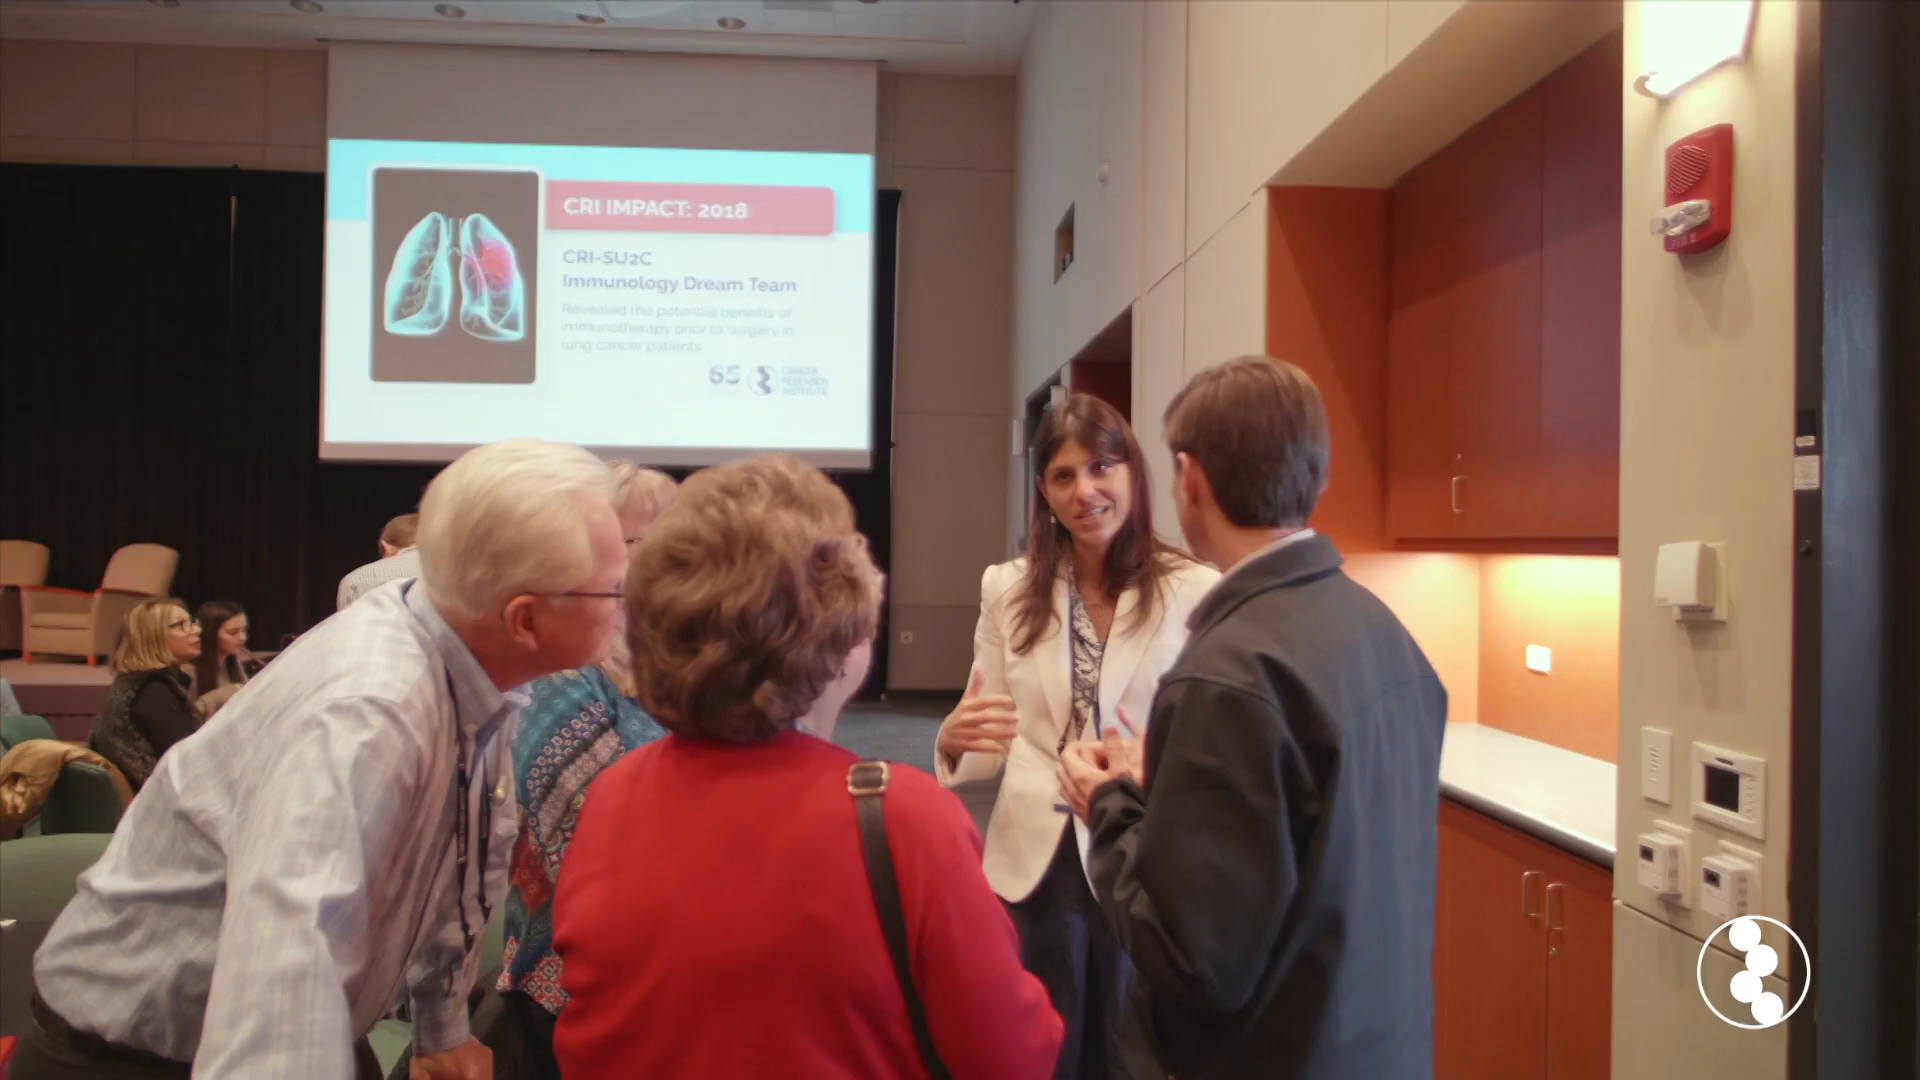 CRI IMPACT: 2018
CRI-SU2C
Immunology Dream Team
Revealed the potential benefits of
immunotherapy prior to surgery in
lung cancer patients
65
CANCER
RESEARCH
INSTITUTE
FIRE